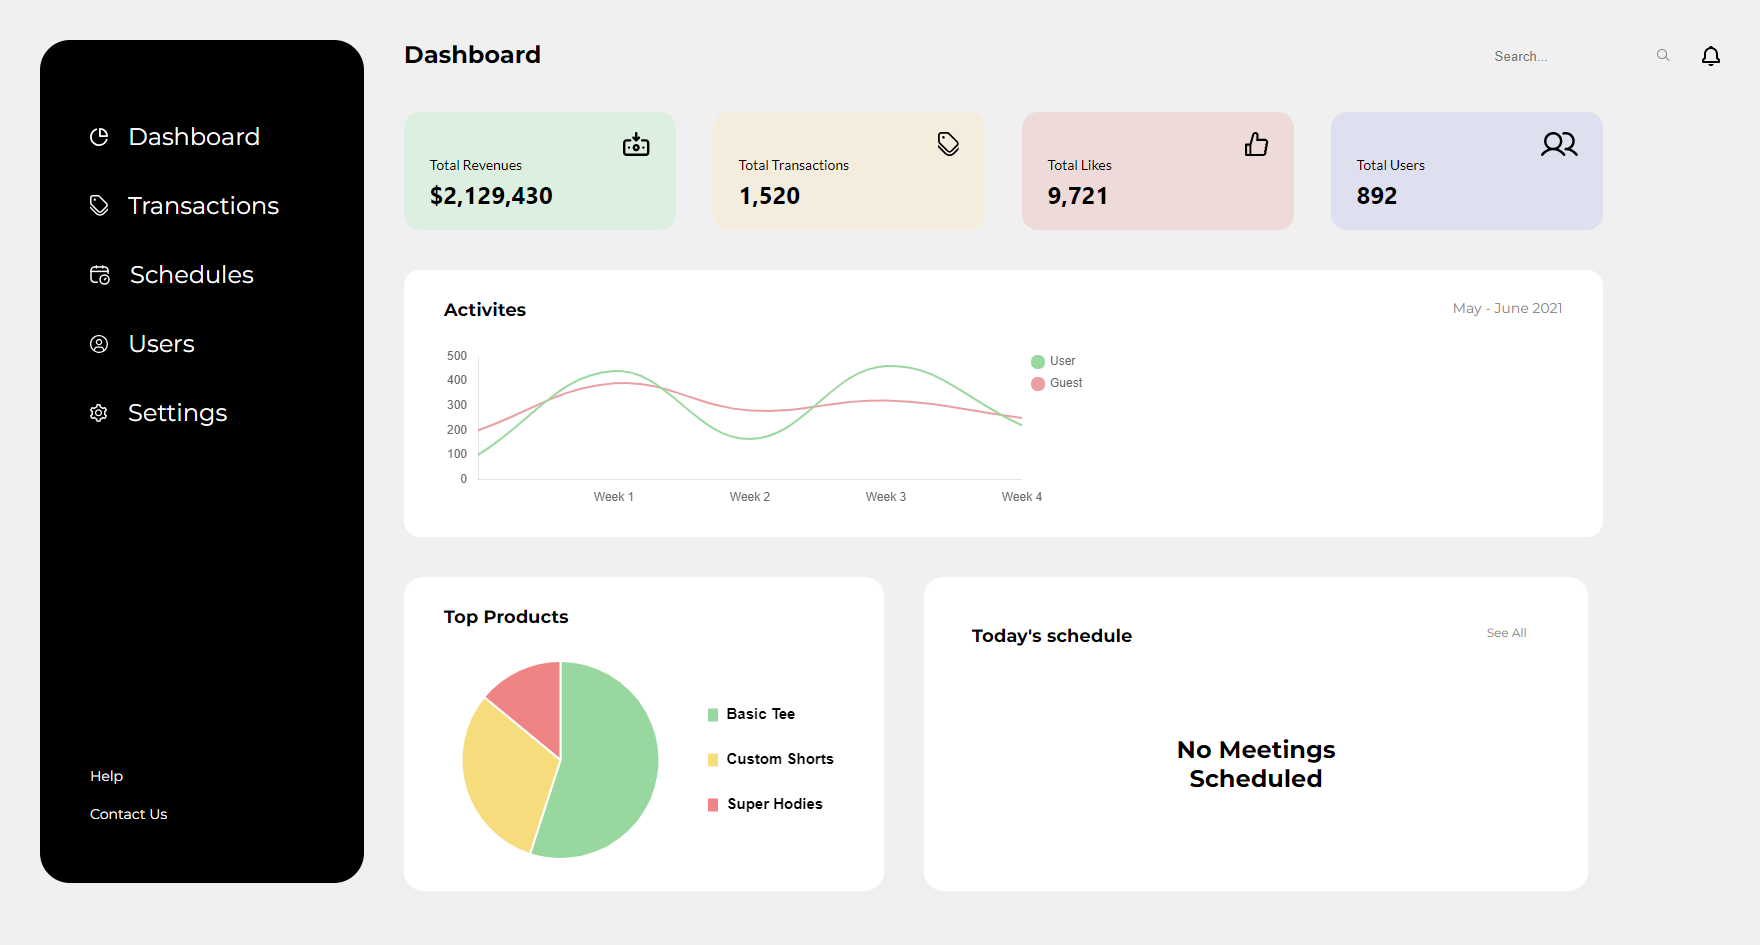 Dashboard
Transactions
Schedules
Users
Settings
Help
Contact Us
Dashboard
Search...
Total Revenues
$2,129,430
Total Transactions
1,520
Total Likes
9,721
Total Users
892
Activites
May - June 2021
500
400
300
200
100
0
Week 1
Week 2
Week 3
Week 4
User
Guest
Top Products
Basic Tee
Custom Shorts
Super Hodies
Today's schedule
See All
No Meetings
Scheduled